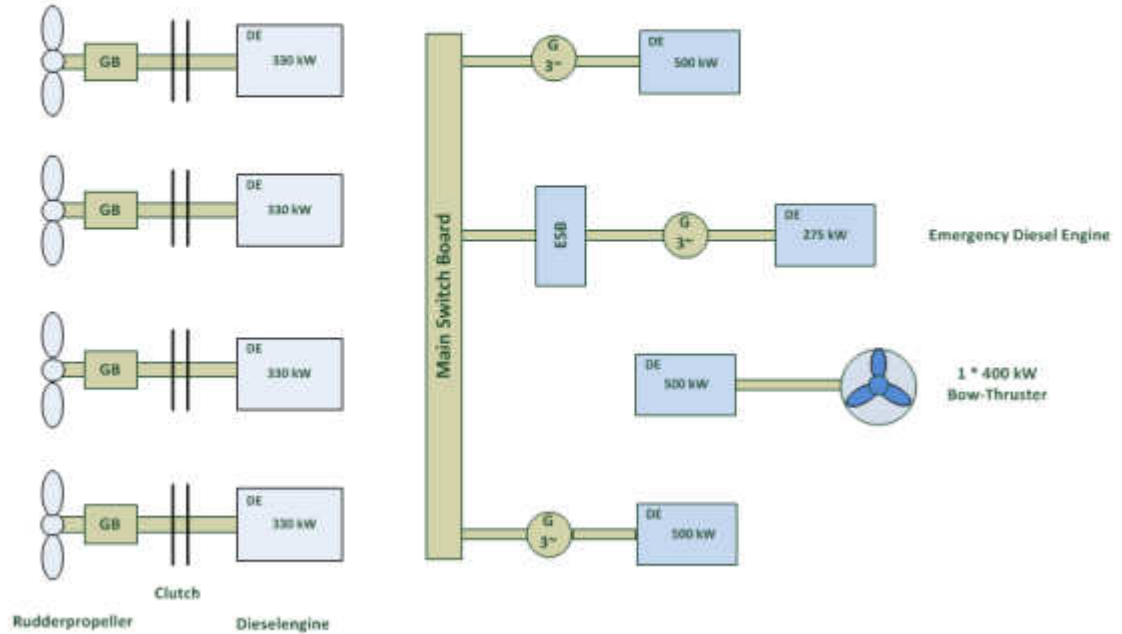 DE
330 kW
GB
DE
330 kW
GB
DE
330 kW
GB
DE
330 kW
GB
Clutch
Rudderpropeller
Dieselengine
Main Switch Board
G
3~
DE
500 kW
ESB
G
3~
DE
275 kW
Emergency Diesel Engine
DE
500 kW
1 * 400 kW
Bow-Thruster
G
3~
DE
500 kW